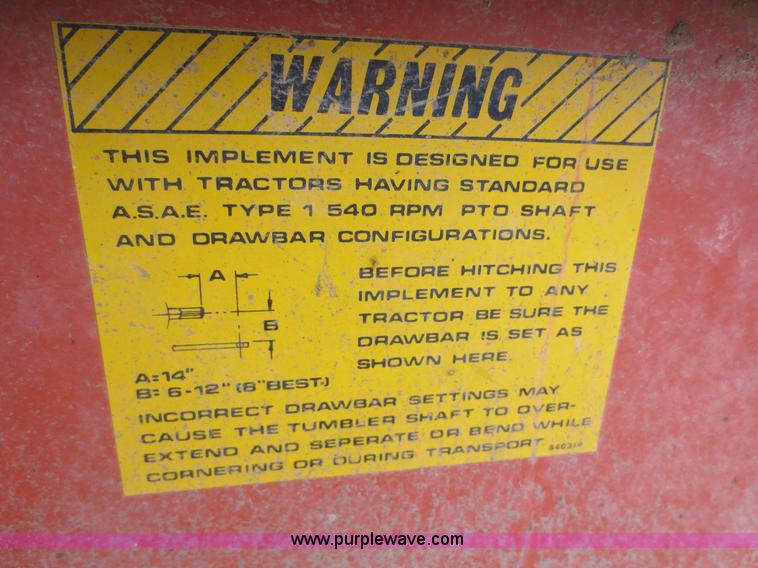 WARNING
THIS IMPLEMENT IS DESIGNED FOR USE
WITH TRACTORS HAVING STANDARD
A.S.A.E. TYPE 1 540 RPM PTO SHAFT
AND DRAWBAR CONFIGURATIONS.
A
B
BEFORE HITCHING THIS
IMPLEMENT TO ANY
TRACTOR BE SURE THE
DRAWBAR IS SET AS
SHOWN HERE.
A:14"
B: 6-12" (8"BEST.)
INCORRECT DRAWBAR SETTINGS MAY
CAUSE THE TUMBLER SHAFT TO OVER-
EXTEND AND SEPERATE OR BEND WHILE
CORNERING OR DURING TRANSPORT.
www.purplewave.com